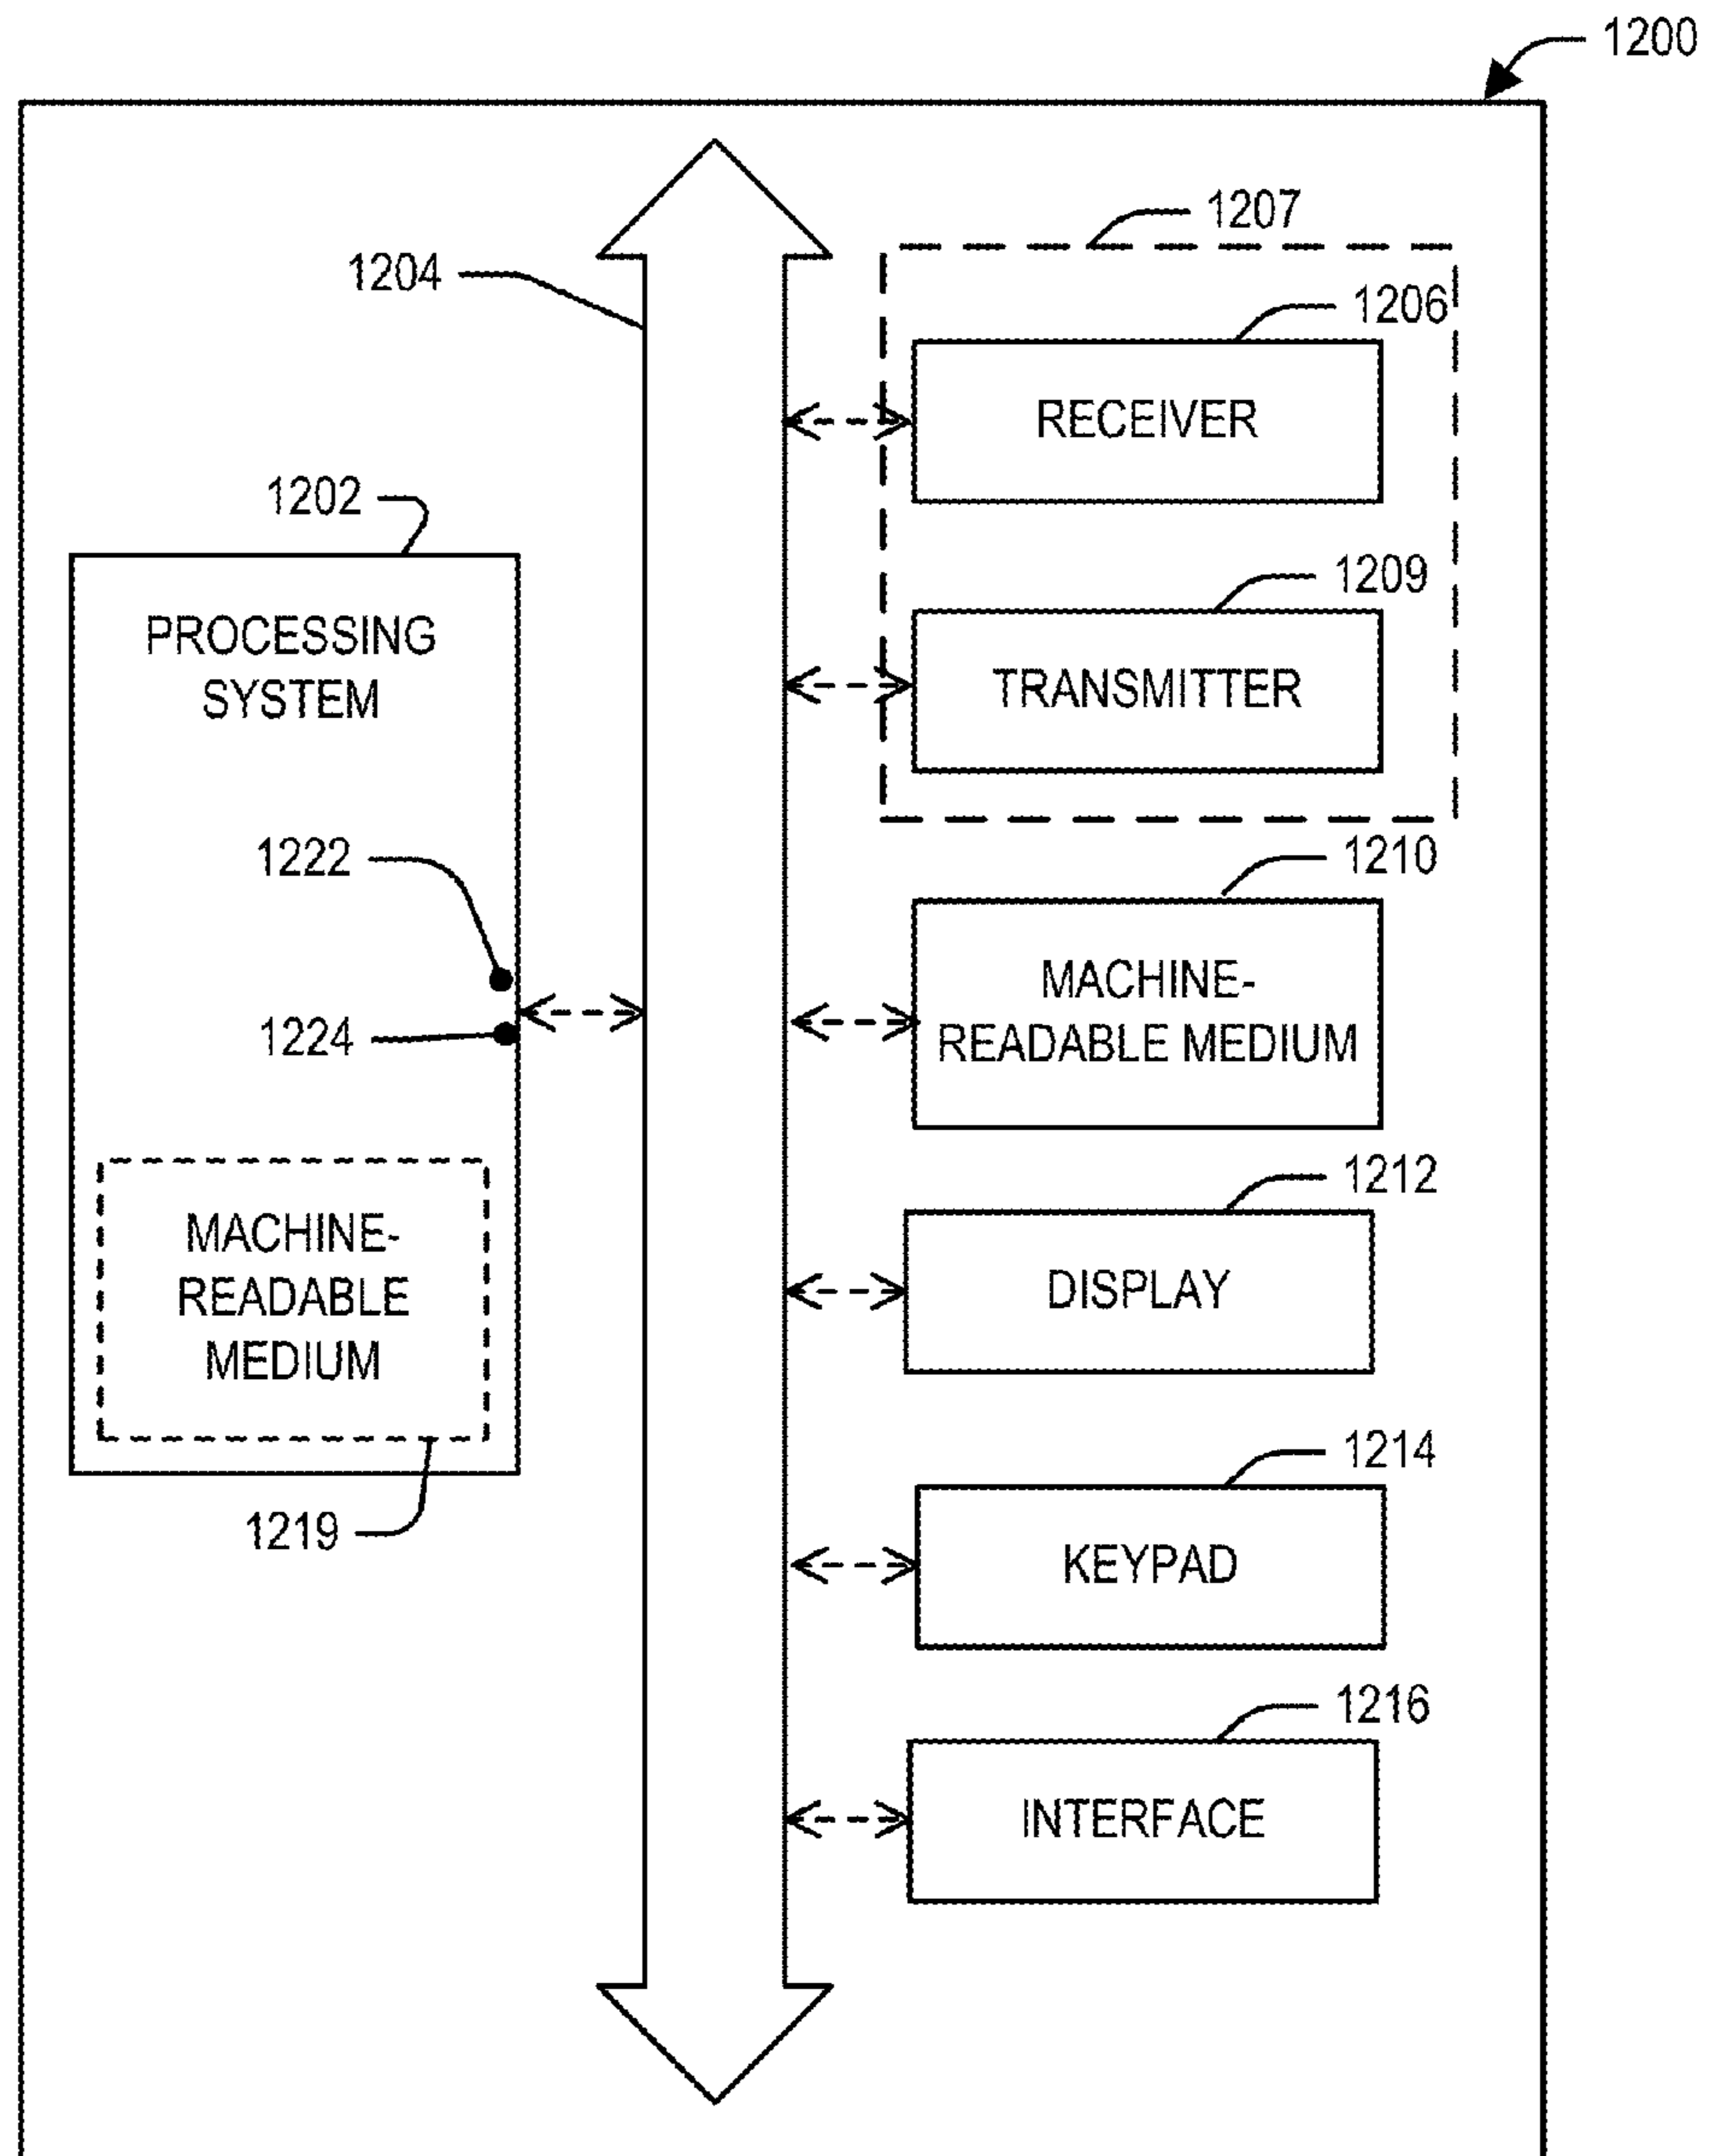 1200
1207
1204
1206
RECEIVER
1202
1209
PROCESSING
SYSTEM
TRANSMITTER
1222
1210
MACHINE-
READABLE MEDIUM
1224
1212
MACHINE-
READABLE
MEDIUM
DISPLAY
1214
1219
KEYPAD
1216
INTERFACE